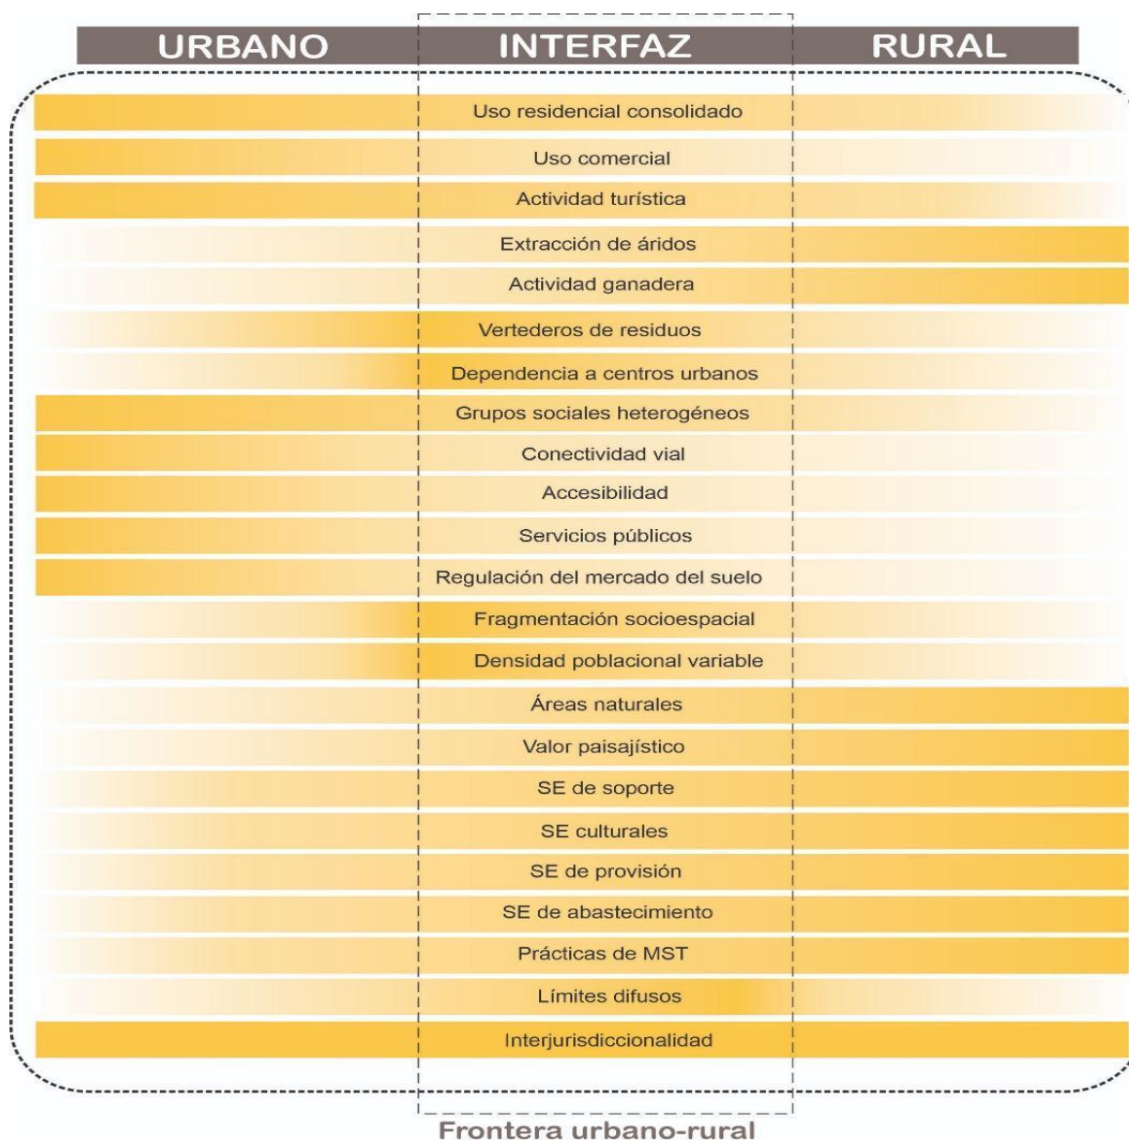 URBANO INTERFAZ RURAL
Uso residencial consolidado
Uso comercial
Actividad turística
Extracción de áridos
Actividad ganadera
Vertederos de residuos
Dependencia a centros urbanos
Grupos sociales heterogéneos
Conectividad vial
Accesibilidad
Servicios públicos
Regulación del mercado del suelo
Fragmentación socioespacial
Densidad poblacional variable
Áreas naturales
Valor paisajístico
SE de soporte
SE culturales
SE de provisión
SE de abastecimiento
Prácticas de MST
Límites difusos
Interjurisdiccionalidad
Frontera urbano-rural